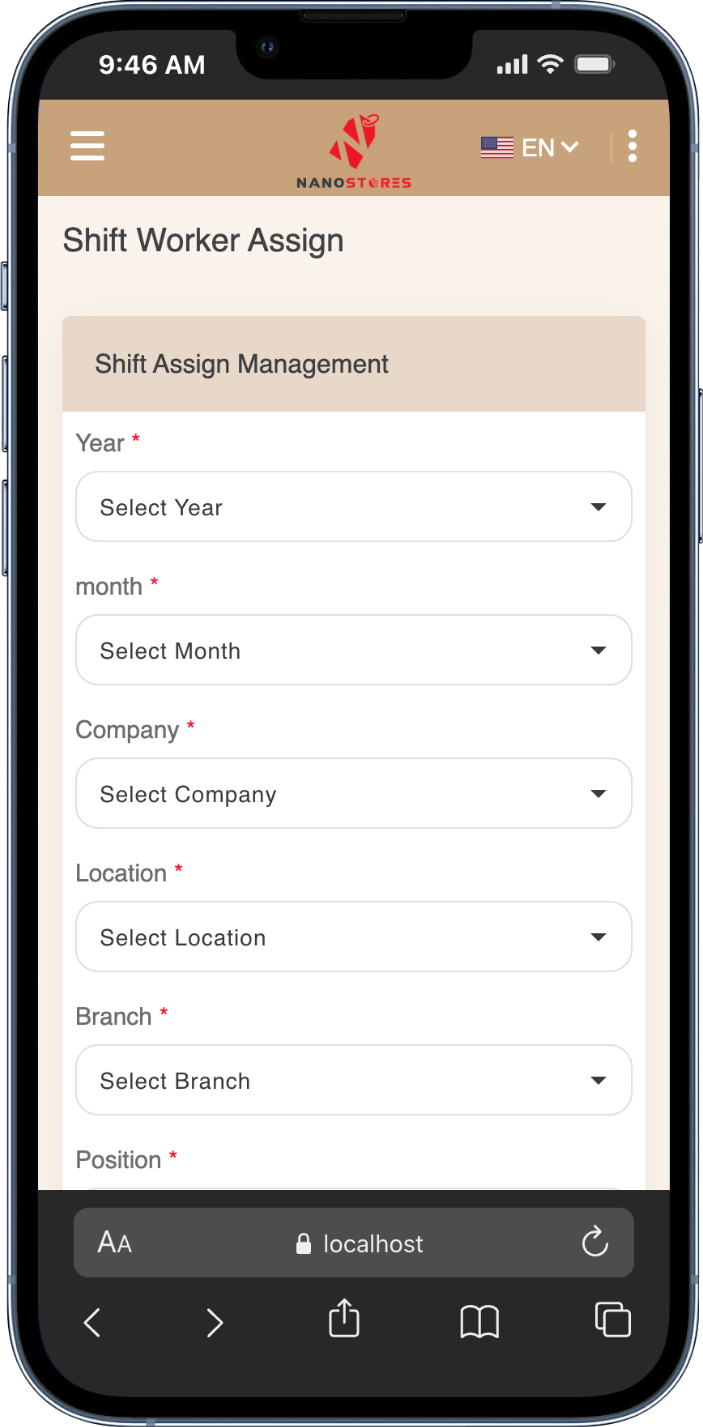 9:46 AM
NANOSTORES
EN
Shift Worker Assign
Shift Assign Management
Year *
Select Year
month *
Select Month
Company *
Select Company
Location *
Select Location
Branch *
Select Branch
Position *
AA
localhost